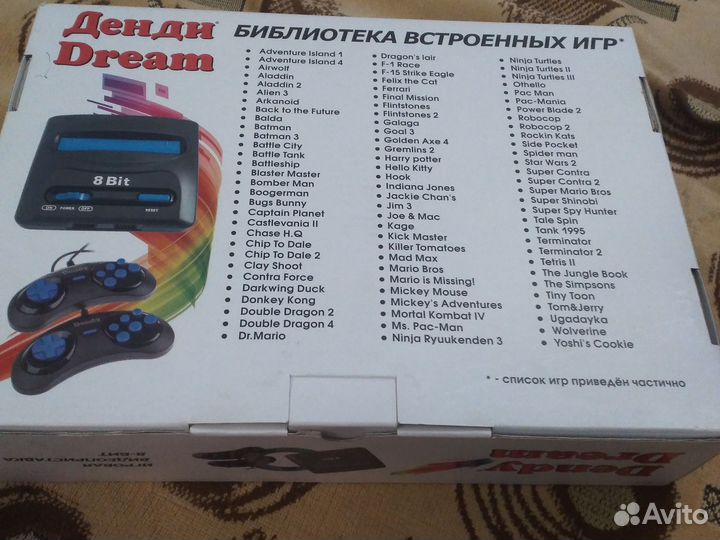 Денди
Dream
БИБЛИОТЕКА ВСТРОЕННЫХ ИГР*
Adventure Island 1
Adventure Island 4
Airwolf
Aladdin
Aladdin 2
Alien 3
Arkanoid
Back to the Future
Balda
Batman
Batman 3
Battle City
Battle Tank
Battleship
Blaster Master
Bomber Man
Boogerman
Bugs Bunny
Captain Planet
Castlevania II
Chase H.Q
Chip To Dale
Chip To Dale 2
Clay Shoot
Contra Force
Darkwing Duck
Donkey Kong
Double Dragon 2
Double Dragon 4
Dr.Mario
Dragon's lair
F-1 Race
F-15 Strike Eagle
Felix the Cat
Ferrari
Final Mission
Flintstones
Flintstones 2
Galaga
Goal 3
Golden Axe 4
Gremlins 2
Harry potter
Hello Kitty
Hook
Indiana Jones
Jackie Chan's
Jim 3
Joe & Mac
Kage
Kick Master
Killer Tomatoes
Mad Max
Mario Bros
Mario is Missing!
Mickey Mouse
Mickey's Adventures
Mortal Kombat IV
Ms. Pac-Man
Ninja Ryuukenden 3
Ninja Turtles
Ninja Turtles II
Ninja Turtles III
Othello
Pac Man
Pac-Mania
Power Blade 2
Robocop
Robocop 2
Rockin Kats
Side Pocket
Spider man
Star Wars 2
Super Contra
Super Contra 2
Super Mario Bros
Super Shinobi
Super Spy Hunter
Tale Spin
Tank 1995
Terminator
Terminator 2
Tetris II
The Jungle Book
The Simpsons
Tiny Toon
Tom&Jerry
Ugadayka
Wolverine
Yoshi's Cookie
* - список игр приведён частично
8 Bit
ON POWER OFF
RESET
Dendy
Dream
ИГРОВАЯ
ВИДЕОПРИСТАВКА
8-БИТ
Avito